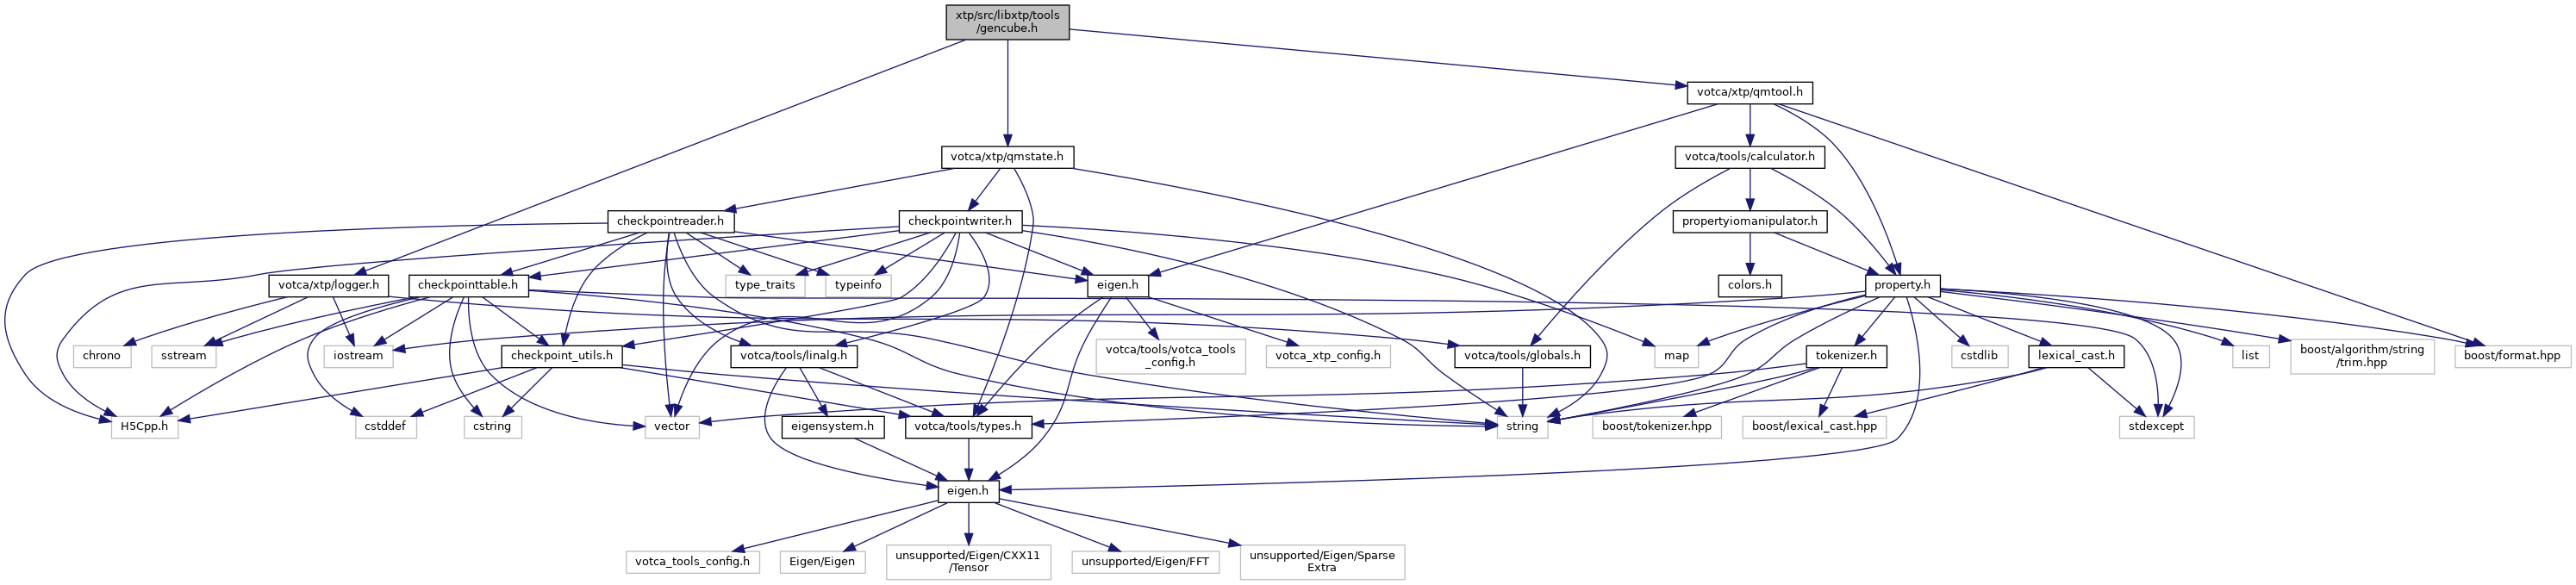 xtp/src/libxtp/tools
/gencube.h
votca/xtp/qmtool.h
votca/xtp/qmstate.h
votca/tools/calculator.h
checkpointreader.h
checkpointwriter.h
propertyiomanipulator.h
votca/xtp/logger.h
checkpointtable.h
type_traits
typeinfo
eigen.h
colors.h
property.h
chrono
sstream
iostream
checkpoint_utils.h
votca/tools/linalg.h
votca/tools/votca_tools
_config.h
votca_xtp_config.h
votca/tools/globals.h
map
tokenizer.h
cstdlib
lexical_cast.h
list
boost/algorithm/string
/trim.hpp
boost/format.hpp
H5Cpp.h
cstddef
cstring
vector
eigensystem.h
votca/tools/types.h
string
boost/tokenizer.hpp
boost/lexical_cast.hpp
stdexcept
eigen.h
votca_tools_config.h
Eigen/Eigen
unsupported/Eigen/CXX11
/Tensor
unsupported/Eigen/FFT
unsupported/Eigen/Sparse
Extra